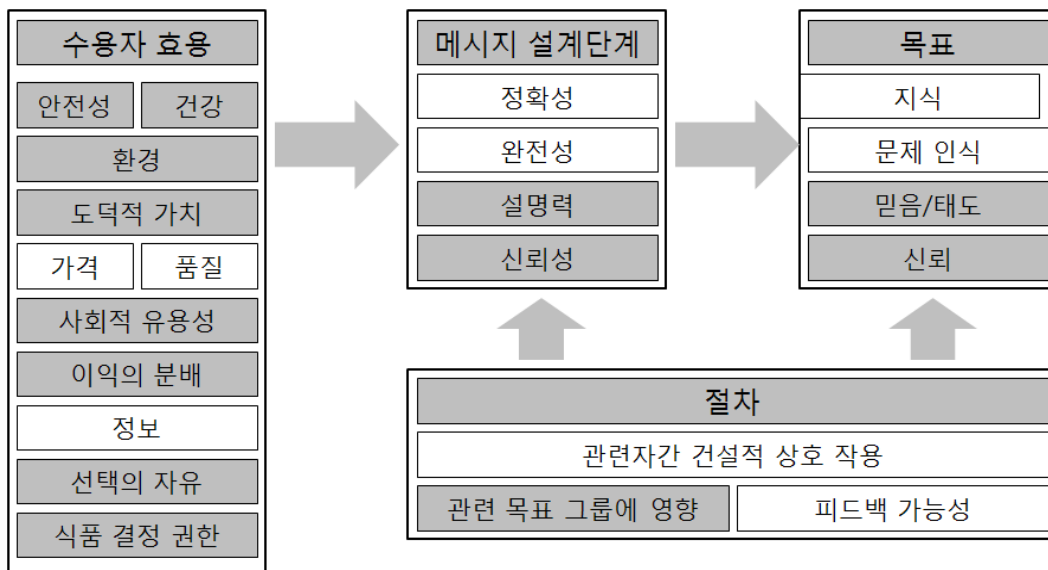 수용자 효용
안전성 건강
환경
도덕적 가치
가격 품질
사회적 유용성
이익의 분배
정보
선택의 자유
식품 결정 권한
메시지 설계단계
정확성
완전성
설명력
신뢰성
목표
지식
문제 인식
믿음/태도
신뢰
절차
관련자간 건설적 상호 작용
관련 목표 그룹에 영향 피드백 가능성